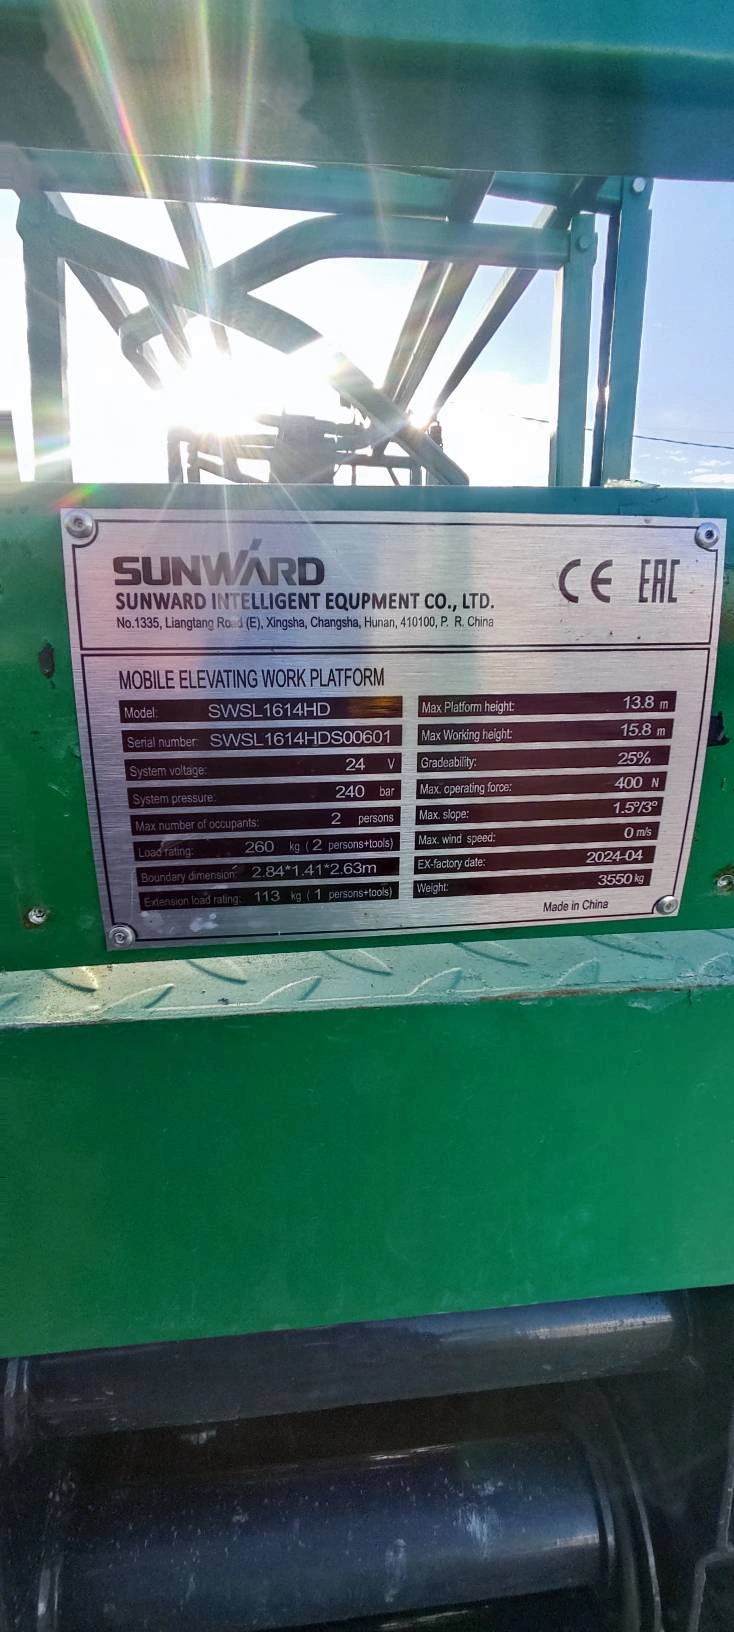 SUNWARD
CE EAC
SUNWARD INTELLIGENT EQUPMENT CO., LTD.
No.1335, Liangtang Road (E), Xingsha, Changsha, Hunan, 410100, P. R. China
MOBILE ELEVATING WORK PLATFORM
Model: SWSL1614HD
Serial number: SWSL1614HDS00601
System voltage: 24 V
System pressure: 240 bar
Max number of occupants: 2 persons
Load rating: 260 kg (2 persons+tools)
Boundary dimension: 2.84*1.41*2.63m
Extension load rating: 113 kg (1 persons+tools)
Max Platform height: 13.8 m
Max Working height: 15.8 m
Gradeability: 25%
Max. operating force: 400 N
Max. slope: 1.5°/3°
Max. wind speed: 0 m/s
EX-factory date: 2024-04
Weight: 3550 kg
Made in China